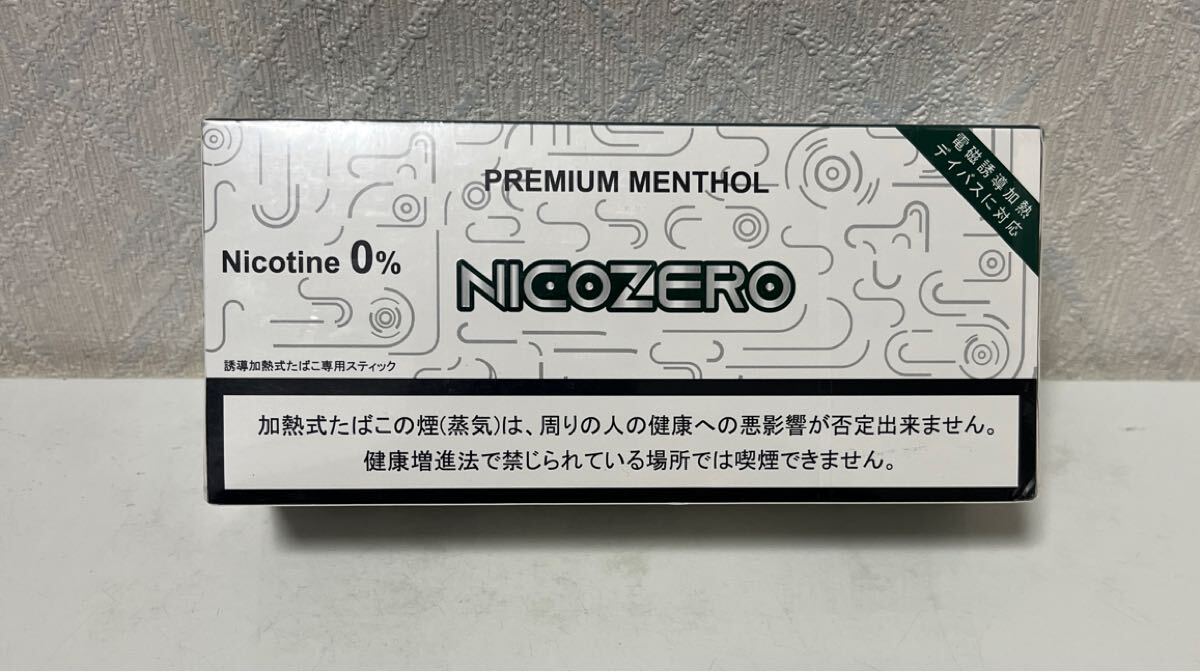 PREMIUM MENTHOL
電磁誘導加熱
デイバスに対応
Nicotine 0%
NICOZERO
誘導加熱式たばこ専用スティック
加熱式たばこの煙(蒸気)は、周りの人の健康への悪影響が否定出来ません。
健康増進法で禁じられている場所では喫煙できません。